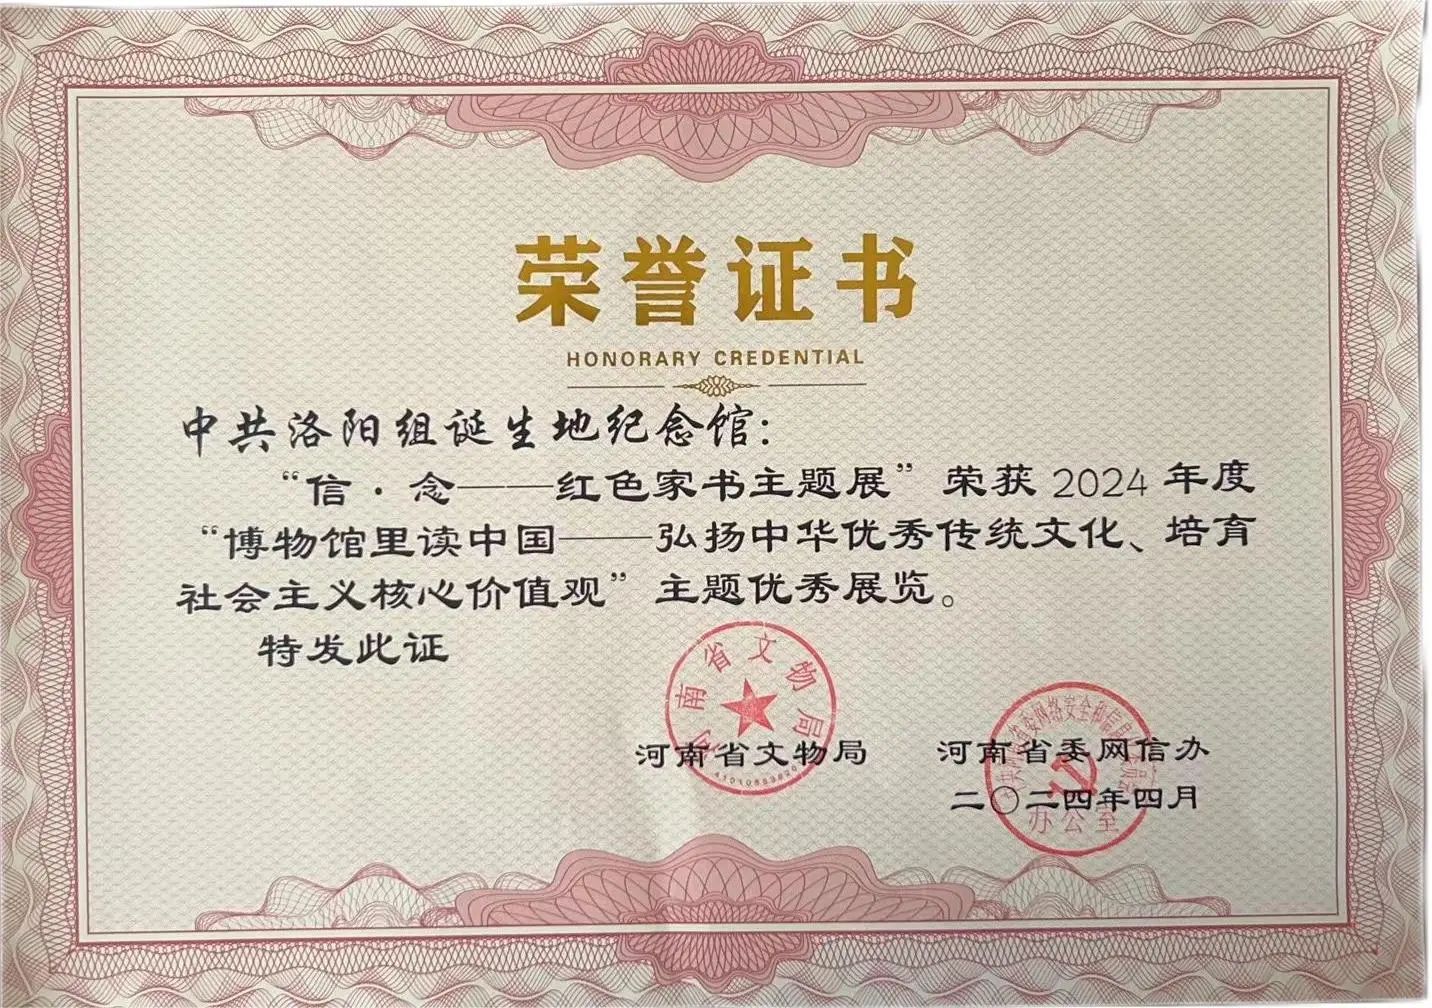 荣誉证书
HONORARY CREDENTIAL
中共洛阳组诞生地纪念馆：
“信·念——红色家书主题展”荣获 2024 年度
“博物馆里读中国——弘扬中华优秀传统文化、培育
社会主义核心价值观”主题优秀展览。
特发此证
河南省文物局
河南省文物局 河南省委网信办
二〇二四年四月
办公室